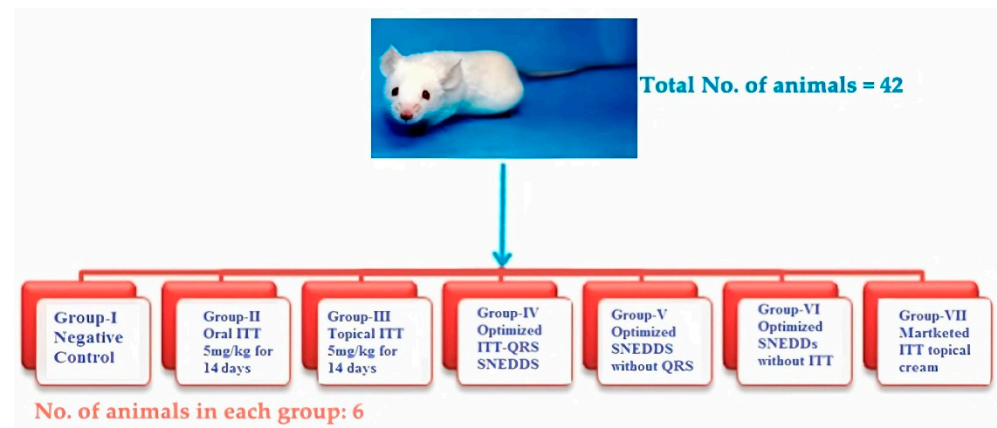 Total No. of animals = 42
Group-I
Negative
Control
Group-II
Oral ITT
5mg/kg for
14 days
Group-III
Topical ITT
5mg/kg for
14 days
Group-IV
Optimized
ITT-QRS
SNEDDS
Group-V
Optimized
SNEDDS
without QRS
Group-VI
Optimized
SNEDDs
without ITT
Group-VII
Martketed
ITT topical
cream
No. of animals in each group: 6